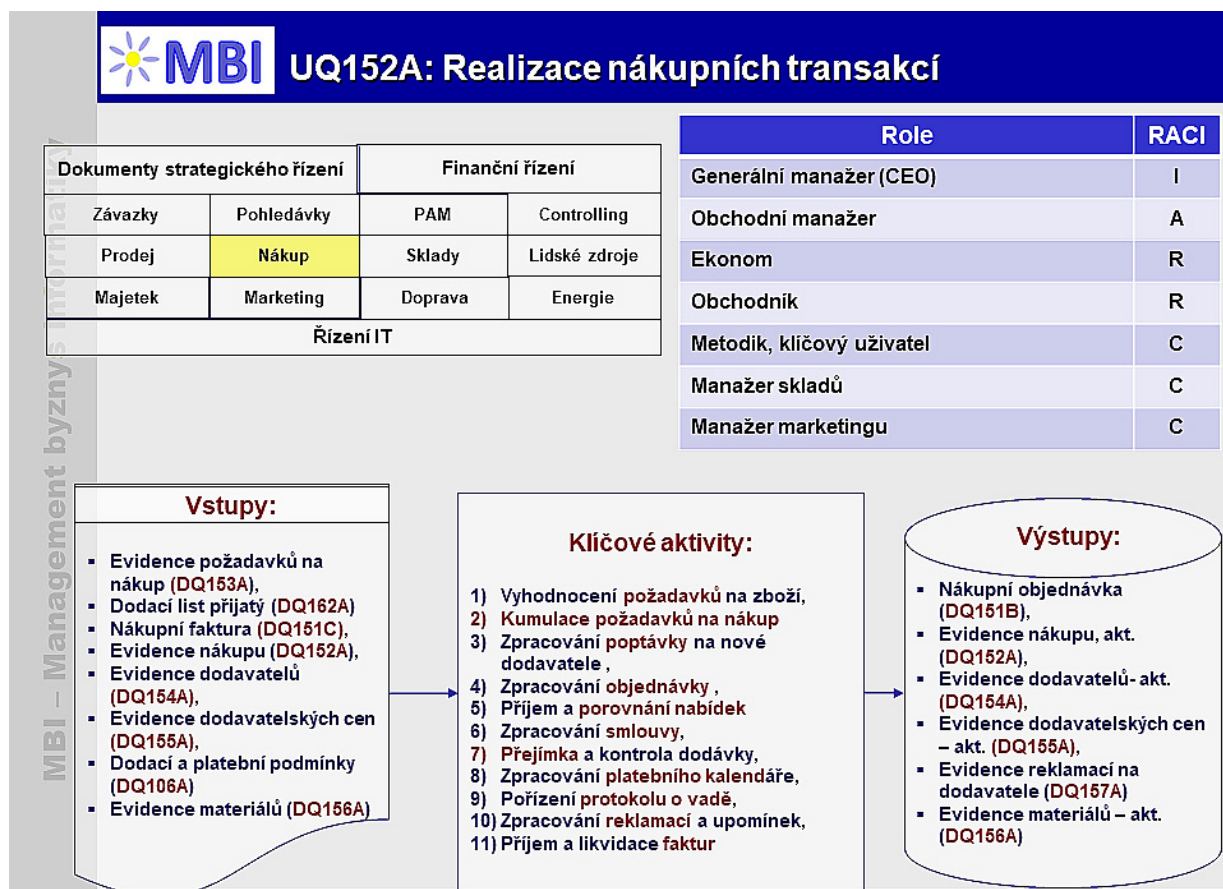 MBI UQ152A: Realizace nákupních transakcí
MBI – Management byznys informatiky
Dokumenty strategického řízení Finanční řízení
Závazky Pohledávky PAM Controlling
Prodej Nákup Sklady Lidské zdroje
Majetek Marketing Doprava Energie
Řízení IT
Role RACI
Generální manažer (CEO) I
Obchodní manažer A
Ekonom R
Obchodník R
Metodik, klíčový uživatel C
Manažer skladů C
Manažer marketingu C
Vstupy:
▪ Evidence požadavků na
nákup (DQ153A),
▪ Dodací list přijatý (DQ162A)
▪ Nákupní faktura (DQ151C),
▪ Evidence nákupu (DQ152A),
▪ Evidence dodavatelů
(DQ154A),
▪ Evidence dodavatelských cen
(DQ155A),
▪ Dodací a platební podmínky
(DQ106A)
▪ Evidence materiálů (DQ156A)
Klíčové aktivity:
1) Vyhodnocení požadavků na zboží,
2) Kumulace požadavků na nákup
3) Zpracování poptávky na nové
dodavatele ,
4) Zpracování objednávky ,
5) Příjem a porovnání nabídek
6) Zpracování smlouvy,
7) Přejímka a kontrola dodávky,
8) Zpracování platebního kalendáře,
9) Pořízení protokolu o vadě,
10) Zpracování reklamací a upomínek,
11) Příjem a likvidace faktur
Výstupy:
▪ Nákupní objednávka
(DQ151B),
▪ Evidence nákupu, akt.
(DQ152A),
▪ Evidence dodavatelů- akt.
(DQ154A),
▪ Evidence dodavatelských cen
– akt. (DQ155A),
▪ Evidence reklamací na
dodavatele (DQ157A)
▪ Evidence materiálů – akt.
(DQ156A)